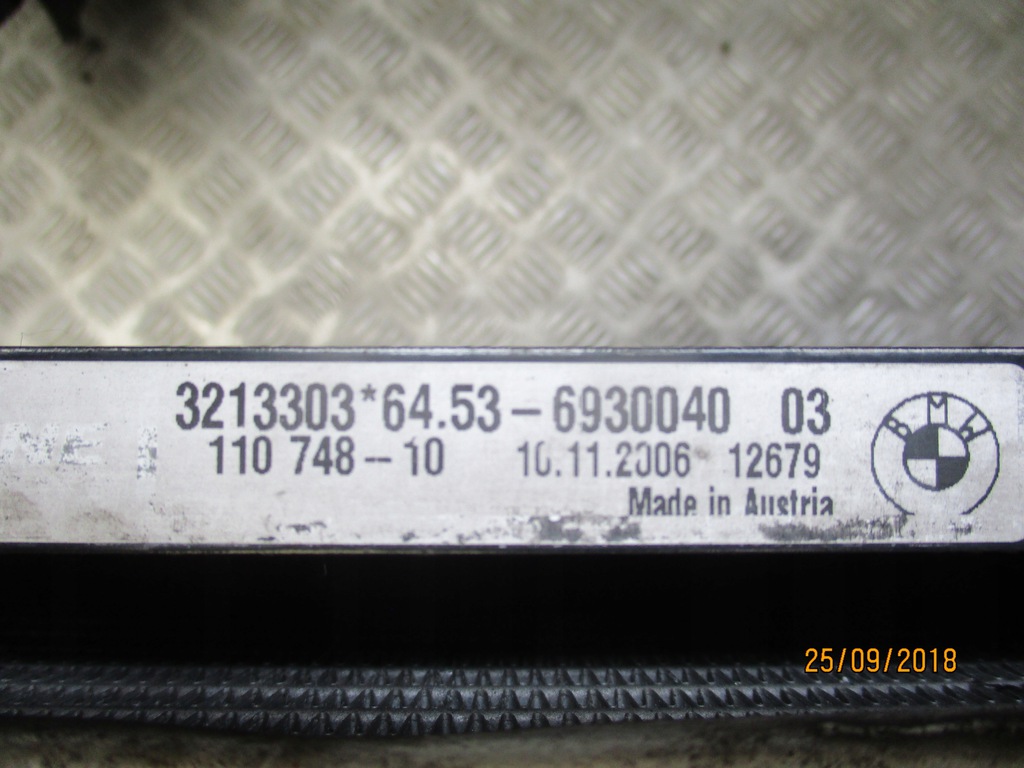 3213303*64.53-6930040 03
110 748-10 10.11.2006 12679
Made in Austria
BMW
25/09/2018